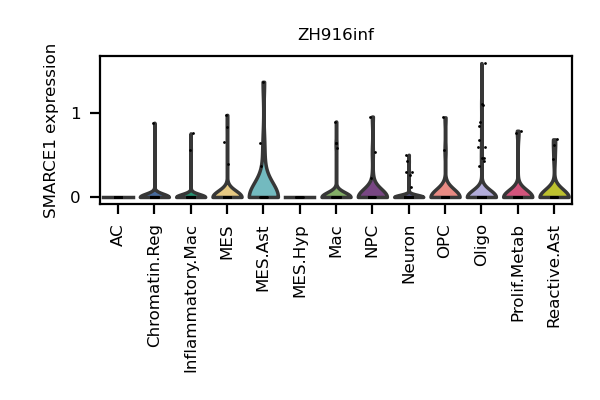 ZH916inf
SMARCE1 expression
1
0
AC
Chromatin.Reg
Inflammatory.Mac
MES
MES.Ast
MES.Hyp
Mac
NPC
Neuron
OPC
Oligo
Prolif.Metab
Reactive.Ast